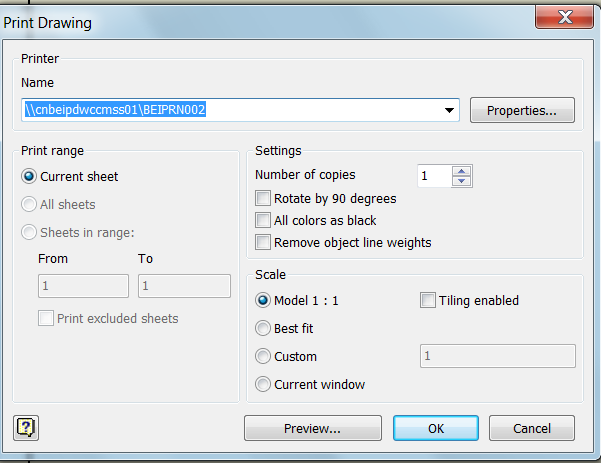 Print Drawing
Printer
Name
\\cnbeipdwccmss01\BEIPRN002
Properties...
Print range
Current sheet
All sheets
Sheets in range:
From To
1 1
Print excluded sheets
Settings
Number of copies 1
Rotate by 90 degrees
All colors as black
Remove object line weights
Scale
Model 1 : 1 Tiling enabled
Best fit
Custom 1
Current window
? Preview... OK Cancel